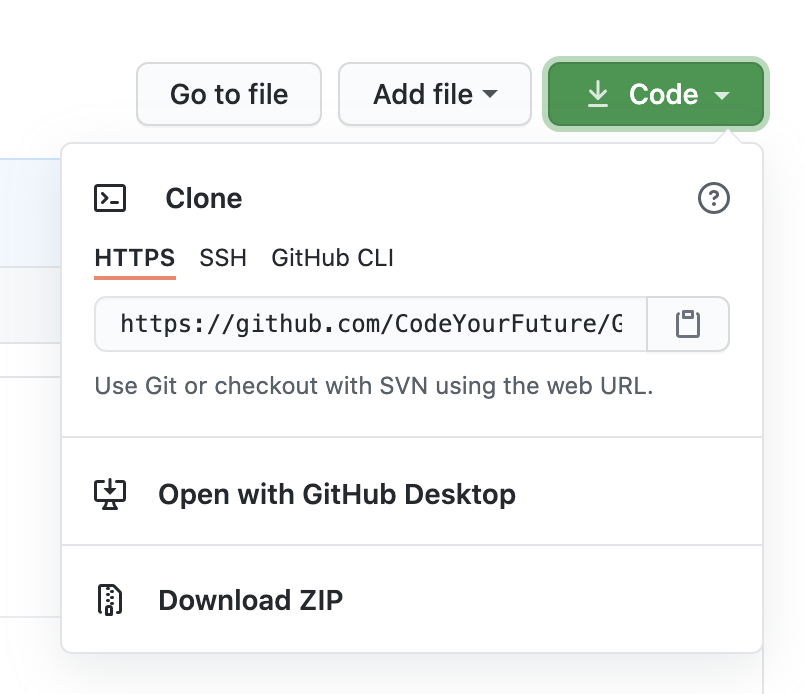 Go to file Add file Code
Clone
HTTPS SSH GitHub CLI
https://github.com/CodeYourFuture/G
Use Git or checkout with SVN using the web URL.
Open with GitHub Desktop
Download ZIP